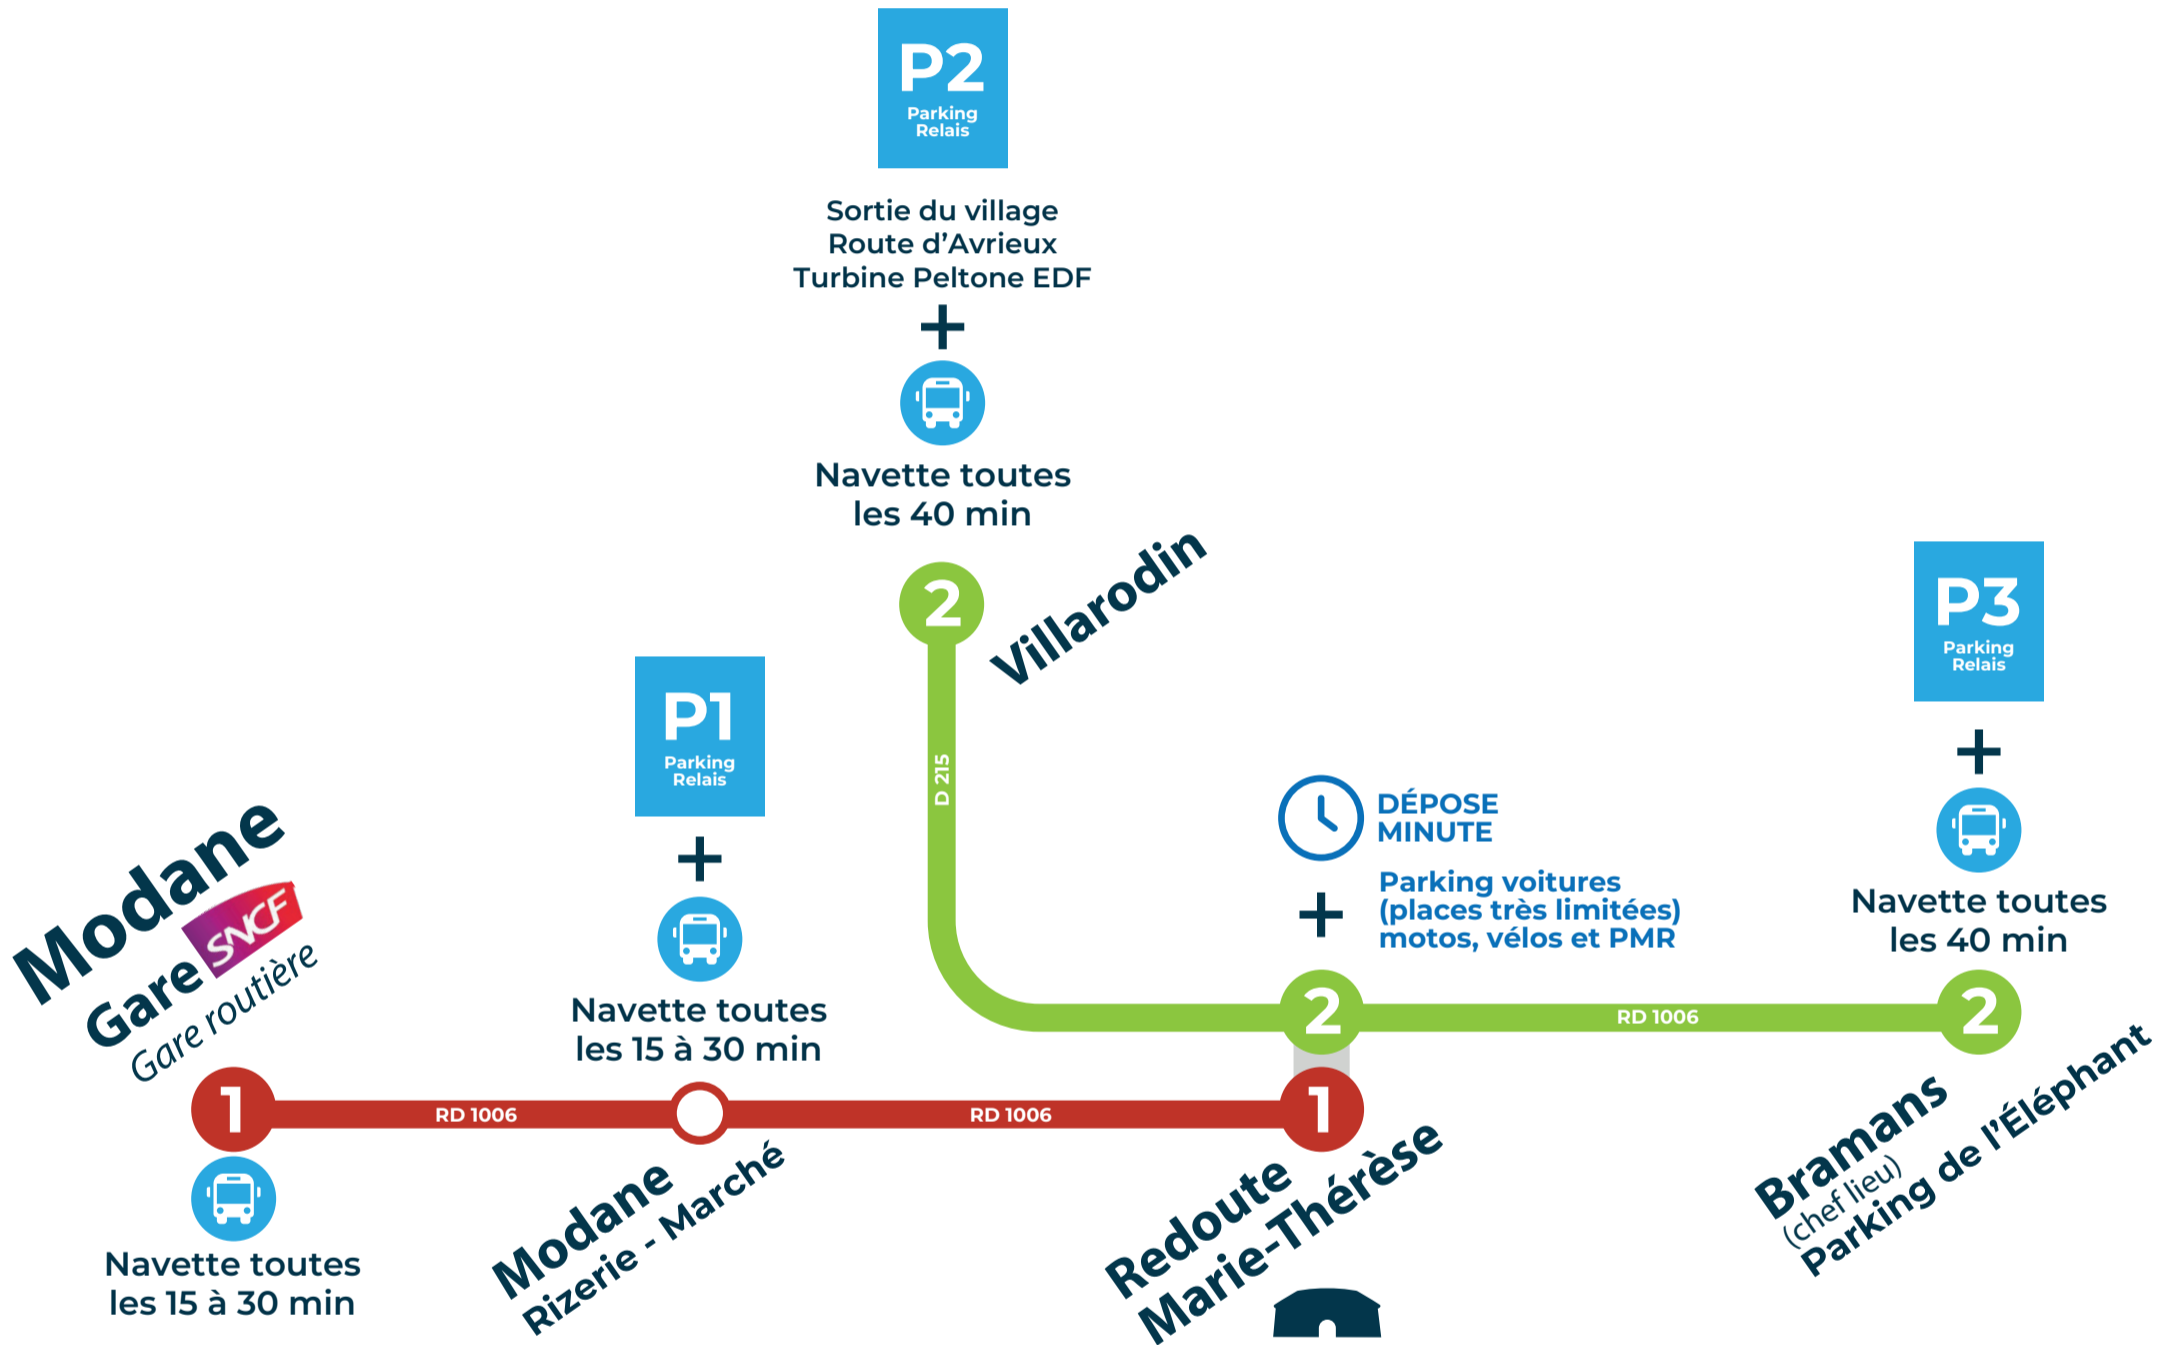 P2
Parking
Relais
Sortie du village
Route d'Avrieux
Turbine Peltone EDF
+
Navette toutes
les 40 min
2
Villarodin
D 215
P1
Parking
Relais
+
Navette toutes
les 15 à 30 min
P3
Parking
Relais
+
Navette toutes
les 40 min
DÉPOSE
MINUTE
+
Parking voitures
(places très limitées)
motos, vélos et PMR
2
RD 1006
2
Modane
Gare SNCF
Gare routière
1
RD 1006
RD 1006
1
Navette toutes
les 15 à 30 min
Modane
Rizerie - Marché
Redoute
Marie-Thérèse
Bramans
(chef lieu)
Parking de l'Éléphant